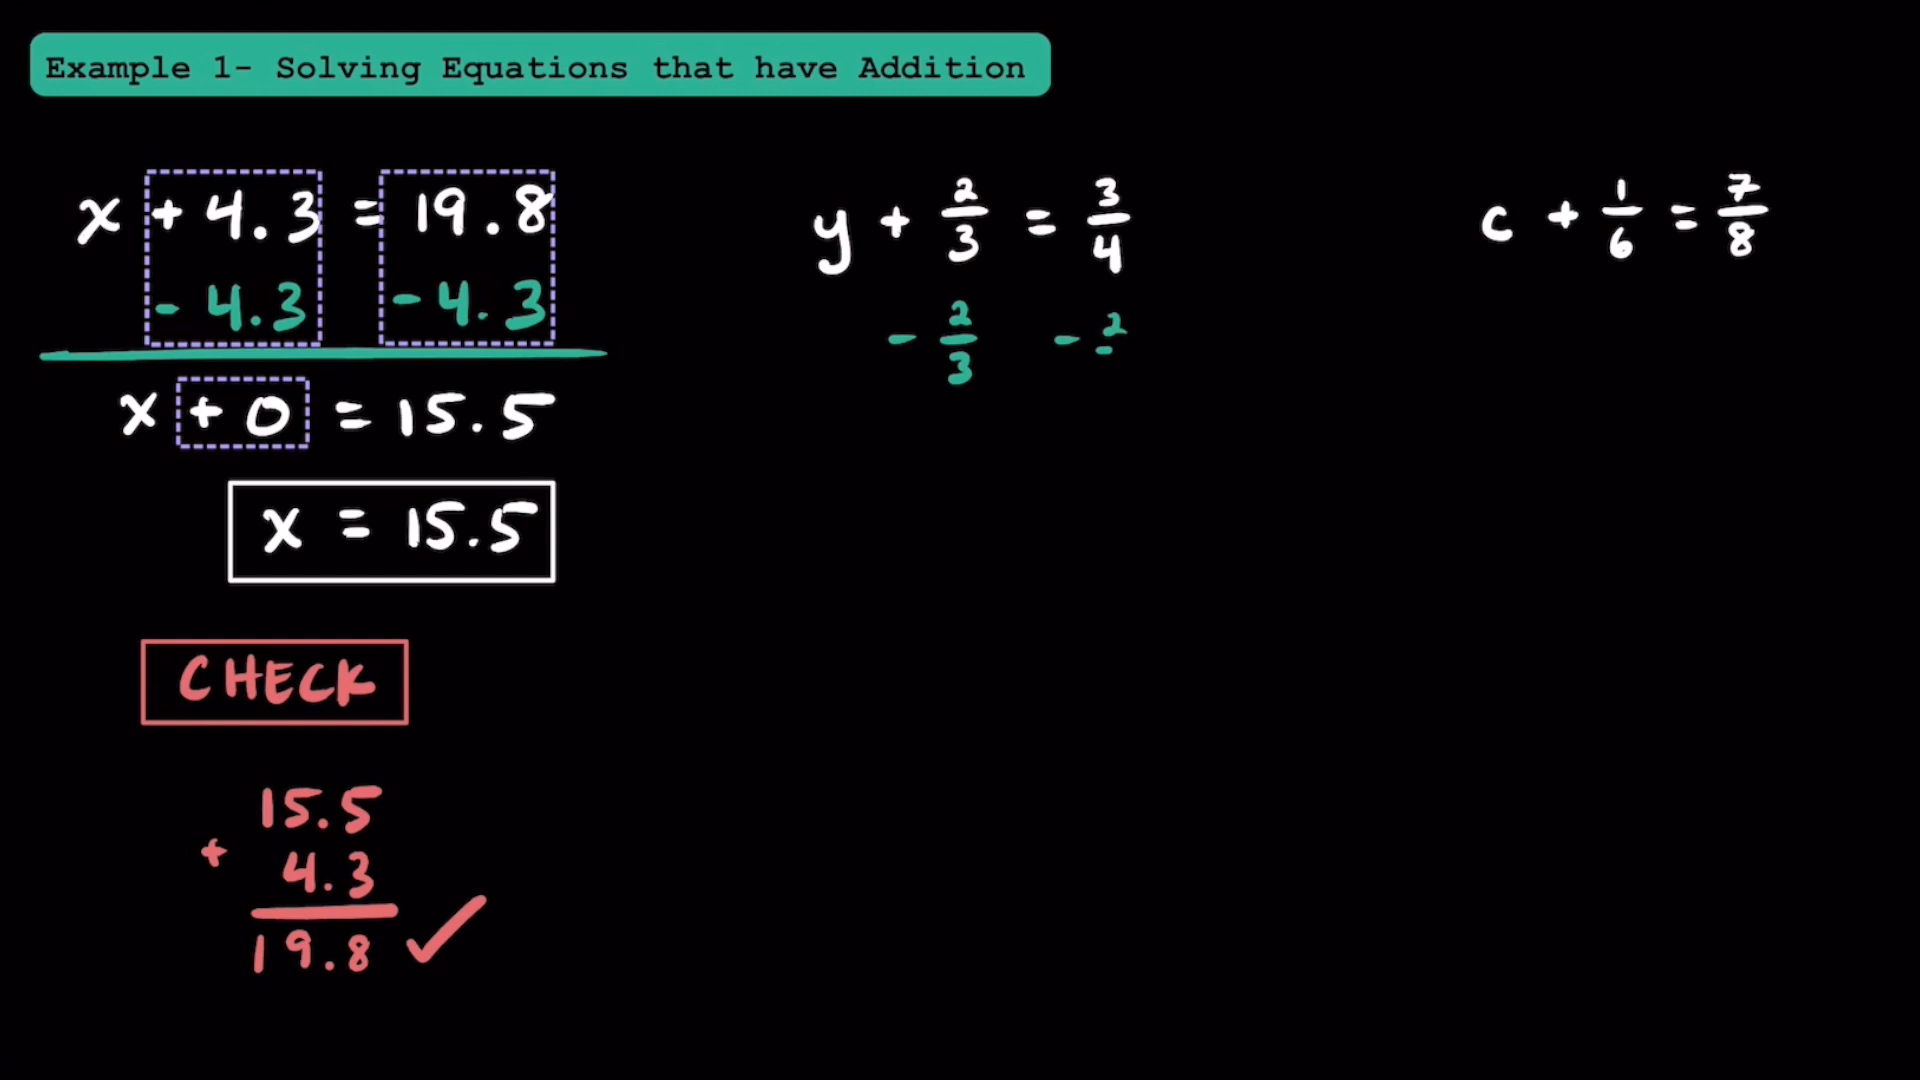 Example 1- Solving Equations that have Addition
x + 4.3 = 19.8
- 4.3 - 4.3
x + 0 = 15.5
x = 15.5
CHECK
15.5
+ 4.3
19.8 ✓
y + 2/3 = 3/4
- 2/3 - 2
c + 1/6 = 7/8